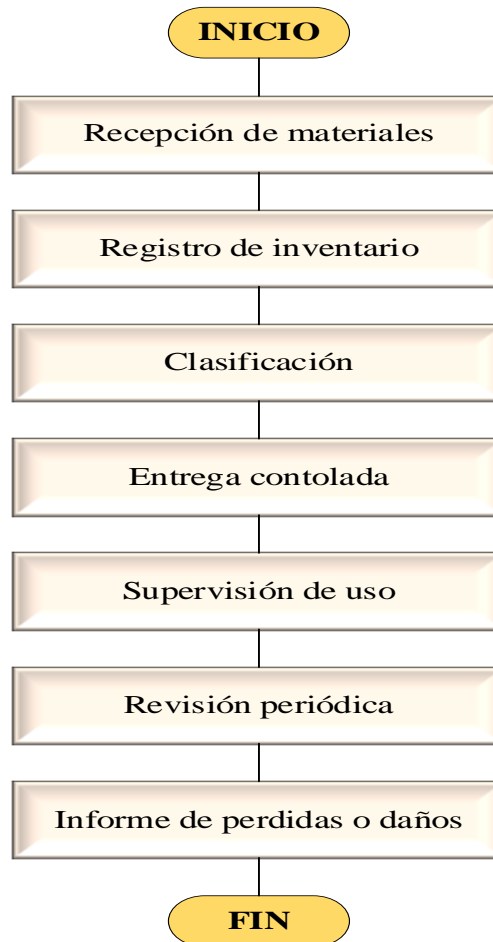 INICIO
Recepción de materiales
Registro de inventario
Clasificación
Entrega contolada
Supervisión de uso
Revisión periódica
Informe de perdidas o daños
FIN